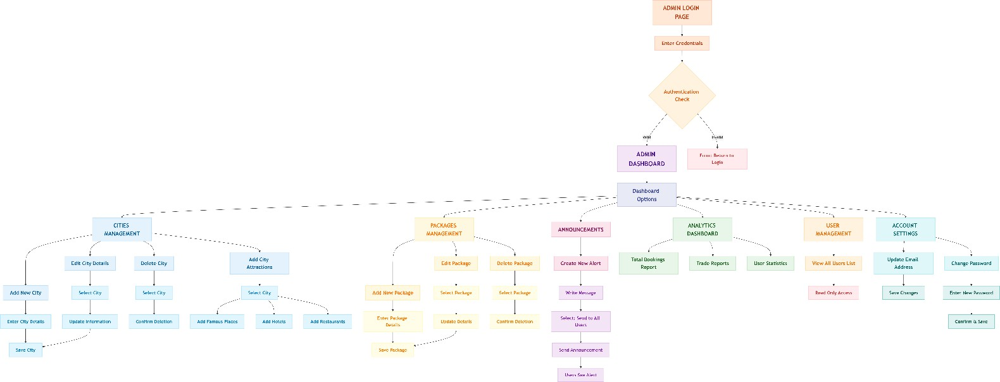 ADMIN LOGIN
PAGE
Enter Credentials
Authentication
Check
Valid
Invalid
ADMIN
DASHBOARD
Error: Return to
Login
Dashboard
Options
CITIES
MANAGEMENT
PACKAGES
MANAGEMENT
ANNOUNCEMENTS
ANALYTICS
DASHBOARD
USER
MANAGEMENT
ACCOUNT
SETTINGS
Edit City Details
Delete City
Add City
Attractions
Edit Package
Delete Package
Create New Alert
Total Bookings
Report
Trade Reports
User Statistics
View All Users List
Update Email
Address
Change Password
Add New City
Select City
Select City
Select City
Add New Package
Select Package
Select Package
Write Message
Read Only Access
Save Changes
Enter New Password
Enter City Details
Update Information
Confirm Deletion
Add Famous Places
Add Hotels
Add Restaurants
Enter Package
Details
Update Details
Confirm Deletion
Select: Send to All
Users
Confirm & Save
Save City
Save Package
Send Announcement
Users See Alert